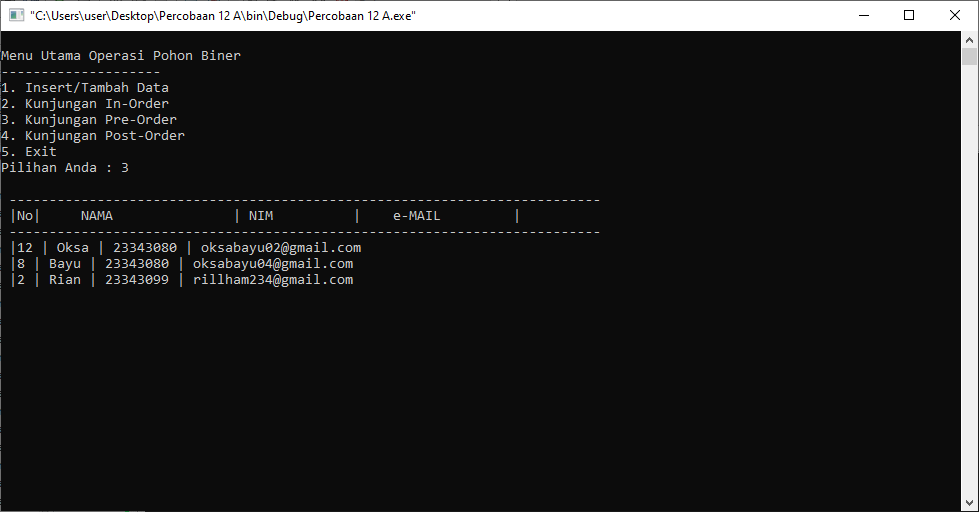 "C:\Users\user\Desktop\Percobaan 12 A\bin\Debug\Percobaan 12 A.exe"
Menu Utama Operasi Pohon Biner
--------------------
1. Insert/Tambah Data
2. Kunjungan In-Order
3. Kunjungan Pre-Order
4. Kunjungan Post-Order
5. Exit
Pilihan Anda : 3
--------------------------------------------------------------------------
|No|     NAMA               | NIM          |    e-MAIL         |
--------------------------------------------------------------------------
|12 | Oksa | 23343080 | oksabayu02@gmail.com
|8 | Bayu | 23343080 | oksabayu04@gmail.com
|2 | Rian | 23343099 | rillham234@gmail.com